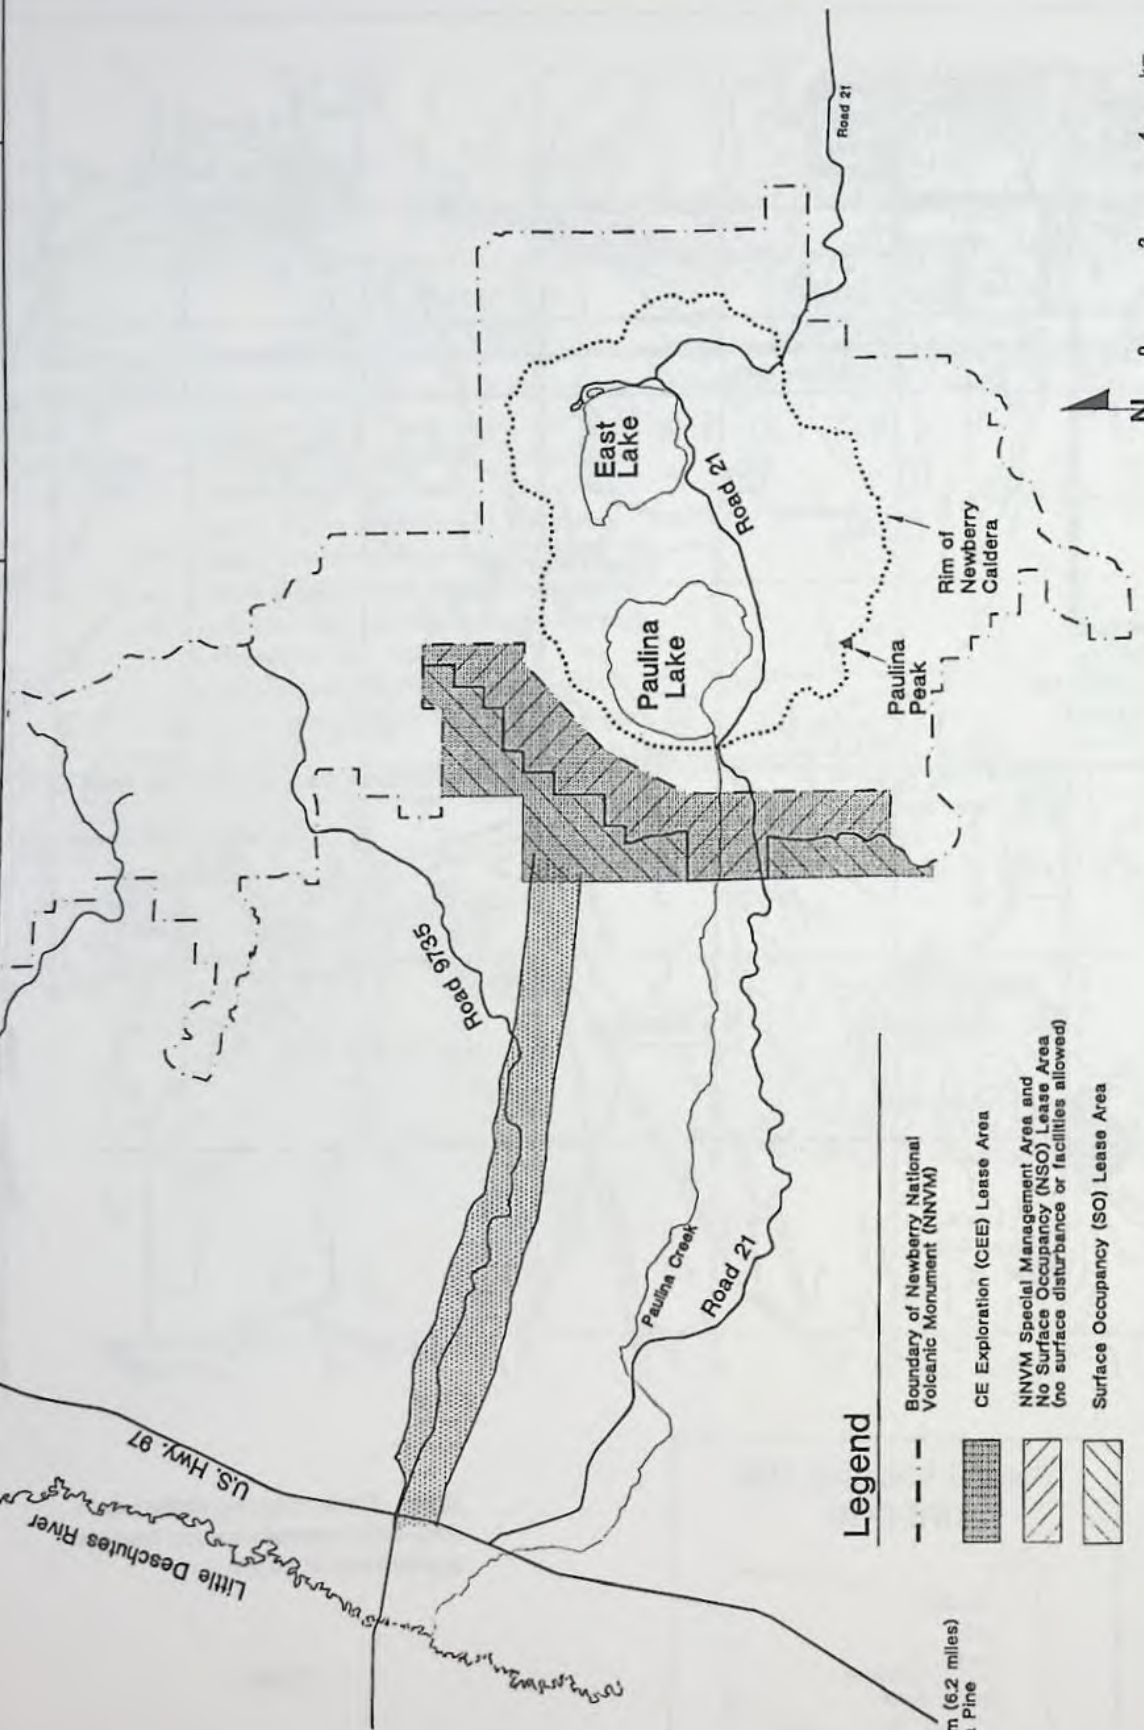 Little Deschutes River
U.S. Hwy. 97
Road 9735
East
Lake
Paulina
Lake
Road 21
Road 21
Rim of
Newberry
Caldera
Paulina
Peak
Paulina Creek
Road 21
N
Legend
Boundary of Newberry National
Volcanic Monument (NNVM)
CE Exploration (CEE) Lease Area
NNVM Special Management Area and
No Surface Occupancy (NSO) Lease Area
(no surface disturbance or facilities allowed)
Surface Occupancy (SO) Lease Area
(6.2 miles)
Pine